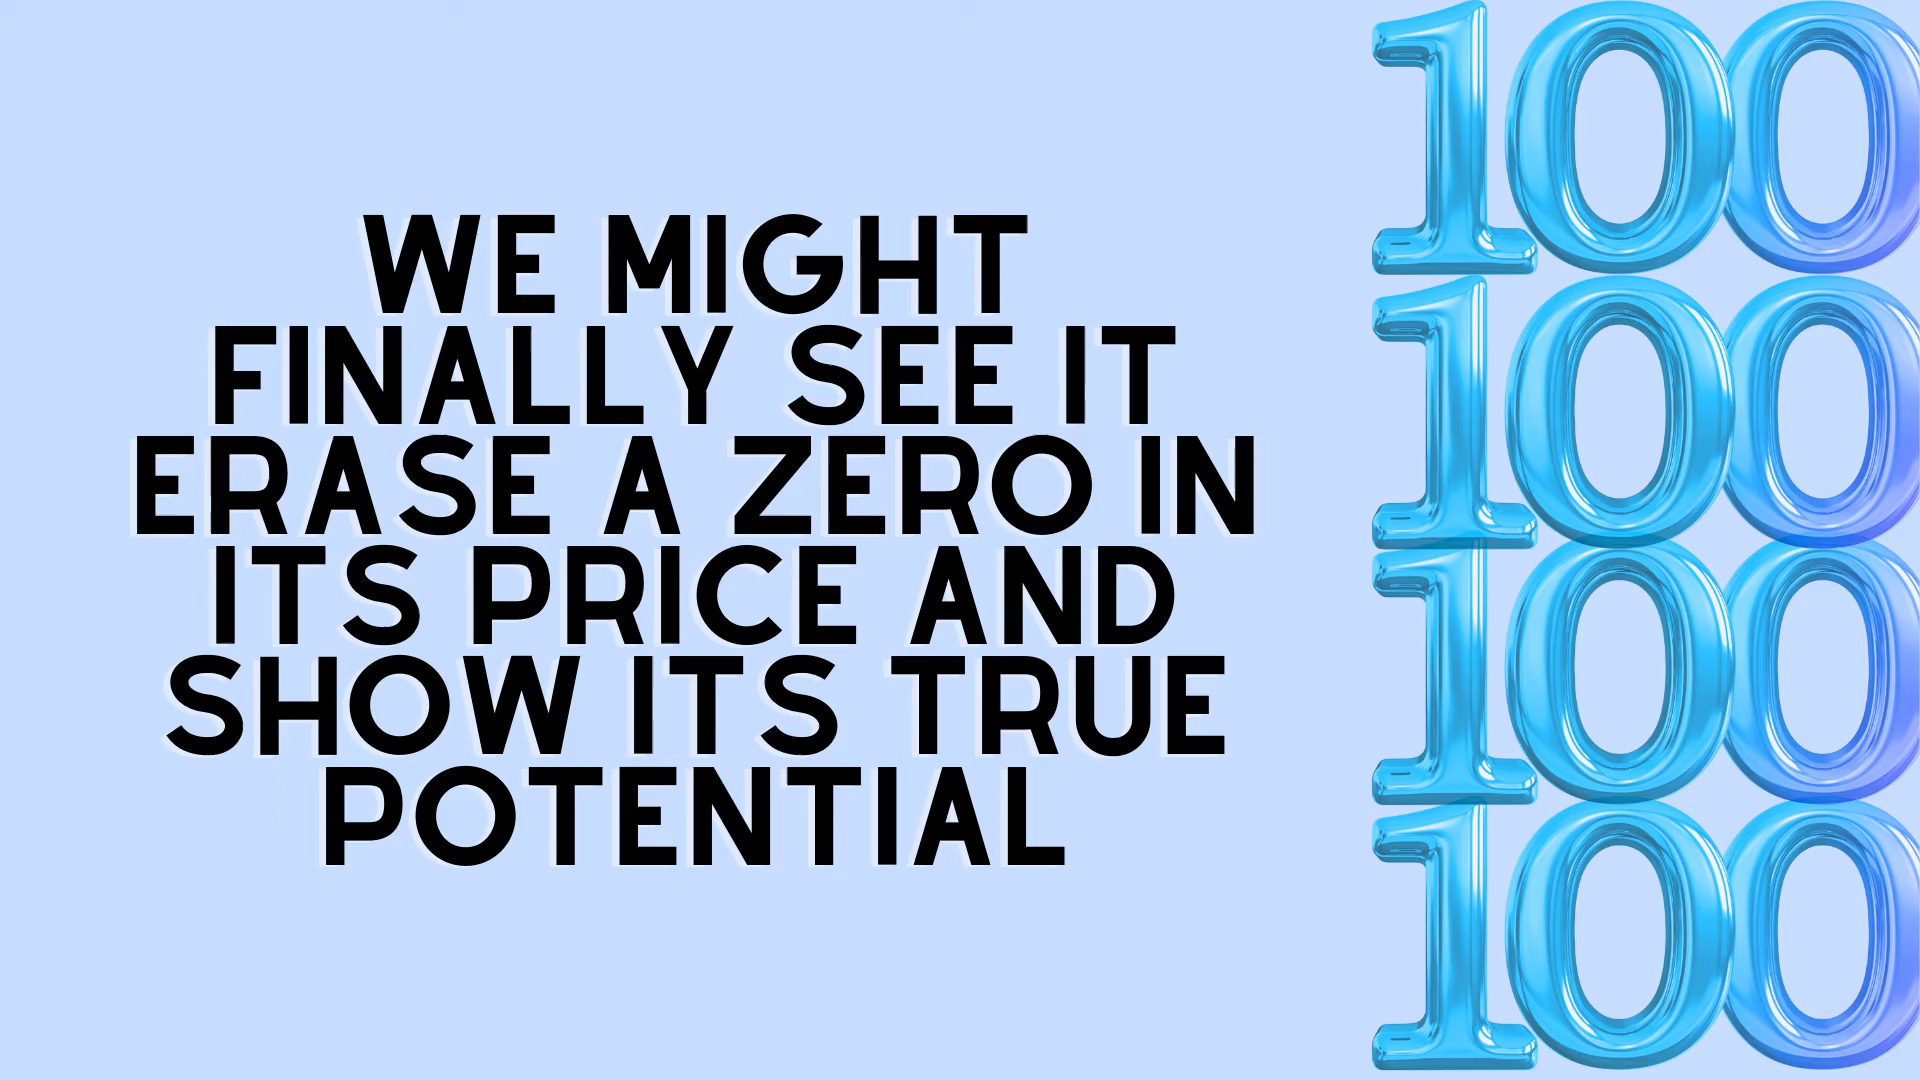 WE MIGHT
FINALLY SEE IT
ERASE A ZERO IN
ITS PRICE AND
SHOW ITS TRUE
POTENTIAL
100
100
100
100